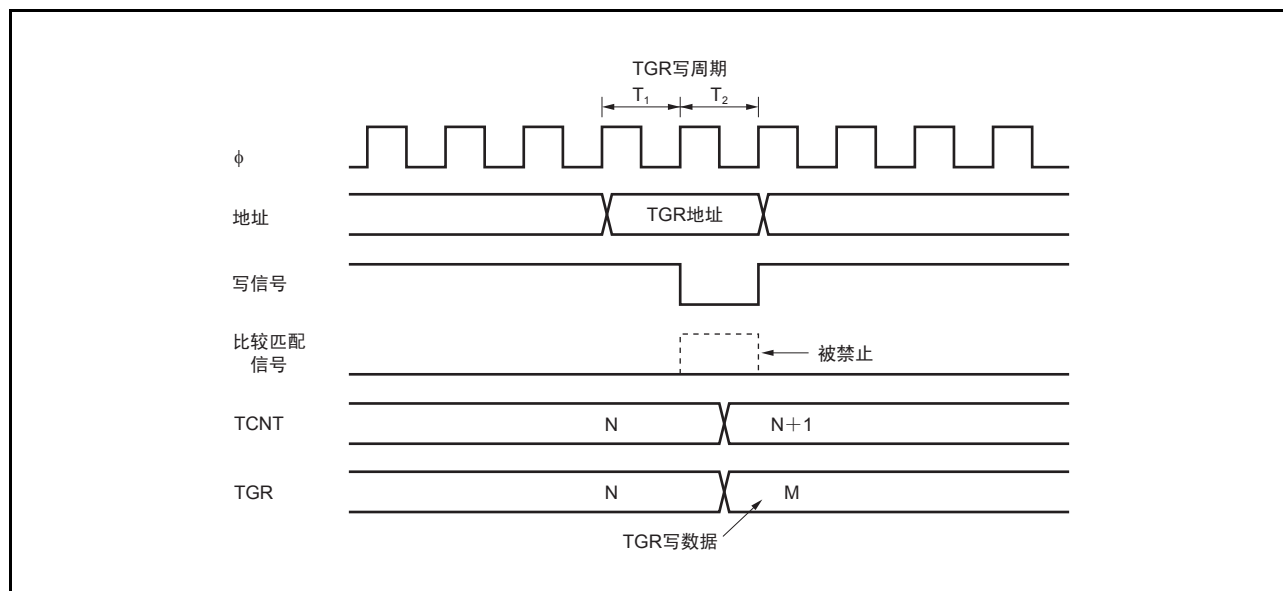 TGR写周期
T₁ T₂
ϕ
地址
TGR地址
写信号
比较匹配
信号
被禁止
TCNT
N
N＋1
TGR
N
M
TGR写数据